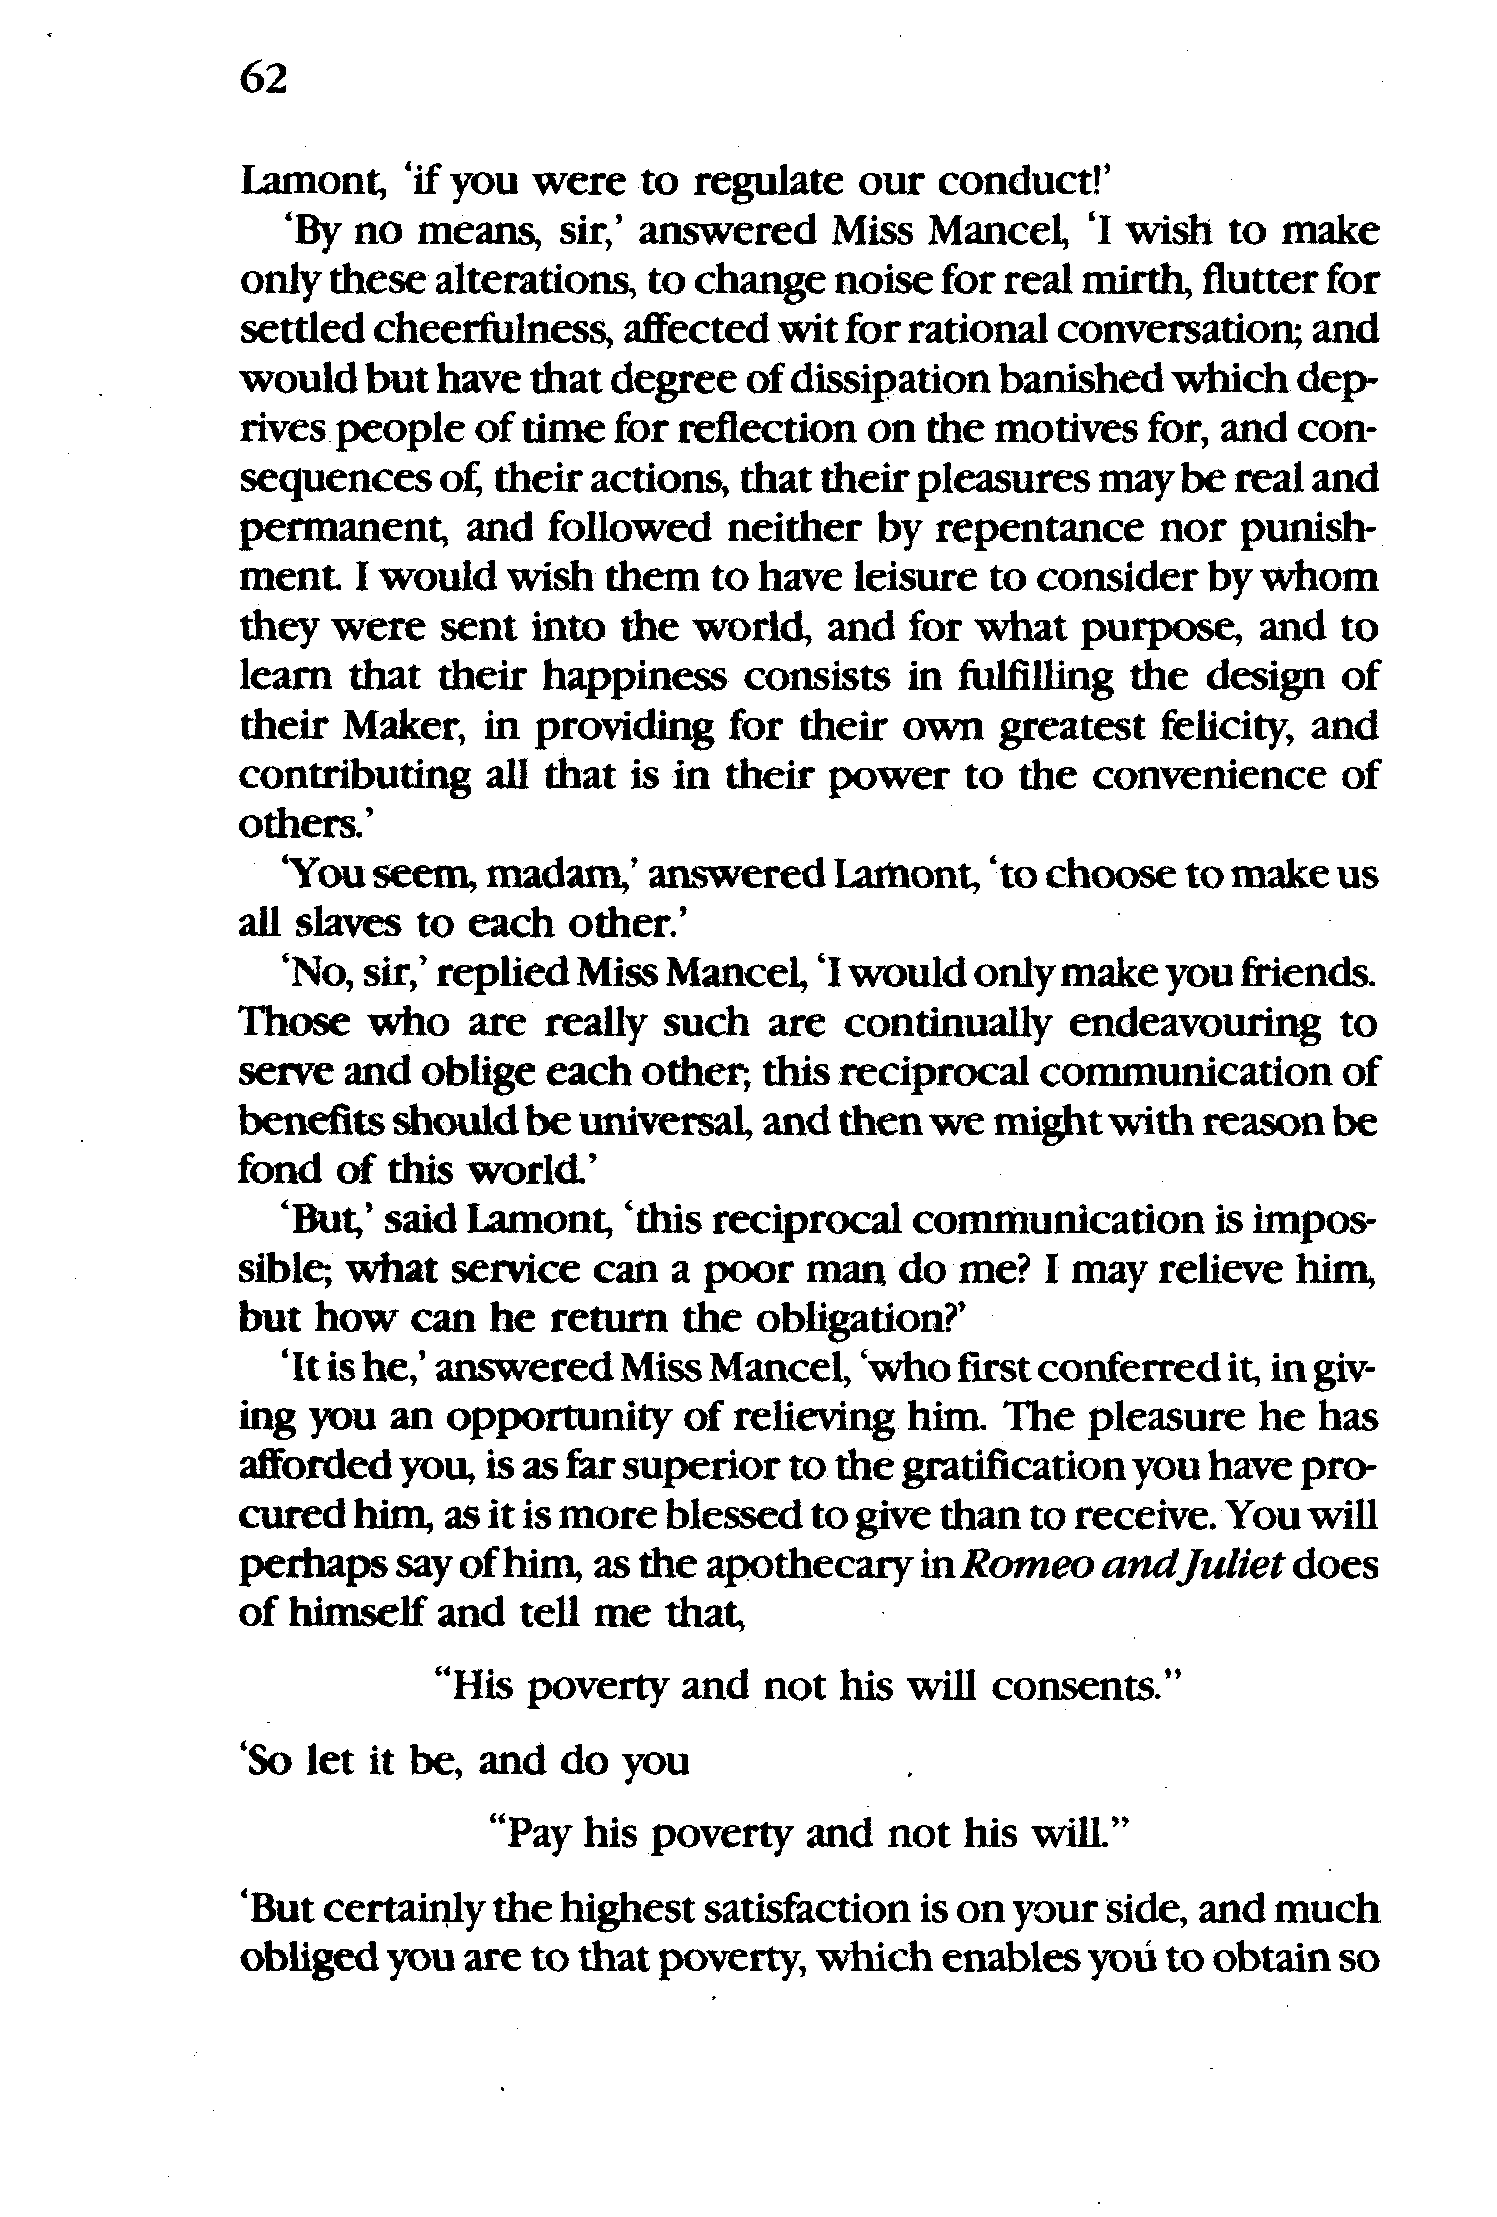 62
Lamont, ‘if you were to regulate our conduct!’
‘By no means, sir,’ answered Miss Mancel, ‘I wish to make
only these alterations, to change noise for real mirth, flutter for
settled cheerfulness, affected wit for rational conversation; and
would but have that degree of dissipation banished which dep-
rives people of time for reflection on the motives for, and con-
sequences of, their actions, that their pleasures may be real and
permanent, and followed neither by repentance nor punish-
ment. I would wish them to have leisure to consider by whom
they were sent into the world, and for what purpose, and to
learn that their happiness consists in fulfilling the design of
their Maker, in providing for their own greatest felicity, and
contributing all that is in their power to the convenience of
others.’
‘You seem, madam,’ answered Lamont, ‘to choose to make us
all slaves to each other.’
‘No, sir,’ replied Miss Mancel, ‘I would only make you friends.
Those who are really such are continually endeavouring to
serve and oblige each other; this reciprocal communication of
benefits should be universal, and then we might with reason be
fond of this world.’
‘But,’ said Lamont, ‘this reciprocal communication is impos-
sible; what service can a poor man do me? I may relieve him,
but how can he return the obligation?’
‘It is he,’ answered Miss Mancel, ‘who first conferred it, in giv-
ing you an opportunity of relieving him. The pleasure he has
afforded you, is as far superior to the gratification you have pro-
cured him, as it is more blessed to give than to receive. You will
perhaps say of him, as the apothecary in Romeo and Juliet does
of himself and tell me that,
“His poverty and not his will consents.”
‘So let it be, and do you
“Pay his poverty and not his will.”
‘But certainly the highest satisfaction is on your side, and much
obliged you are to that poverty, which enables you to obtain so